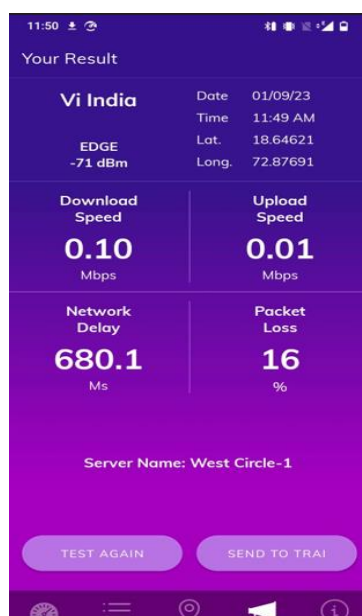 11:50
Your Result
Vi India
EDGE
-71 dBm
Date 01/09/23
Time 11:49 AM
Lat. 18.64621
Long. 72.87691
Download
Speed
0.10
Mbps
Upload
Speed
0.01
Mbps
Network
Delay
680.1
Ms
Packet
Loss
16
%
Server Name: West Circle-1
TEST AGAIN
SEND TO TRAI